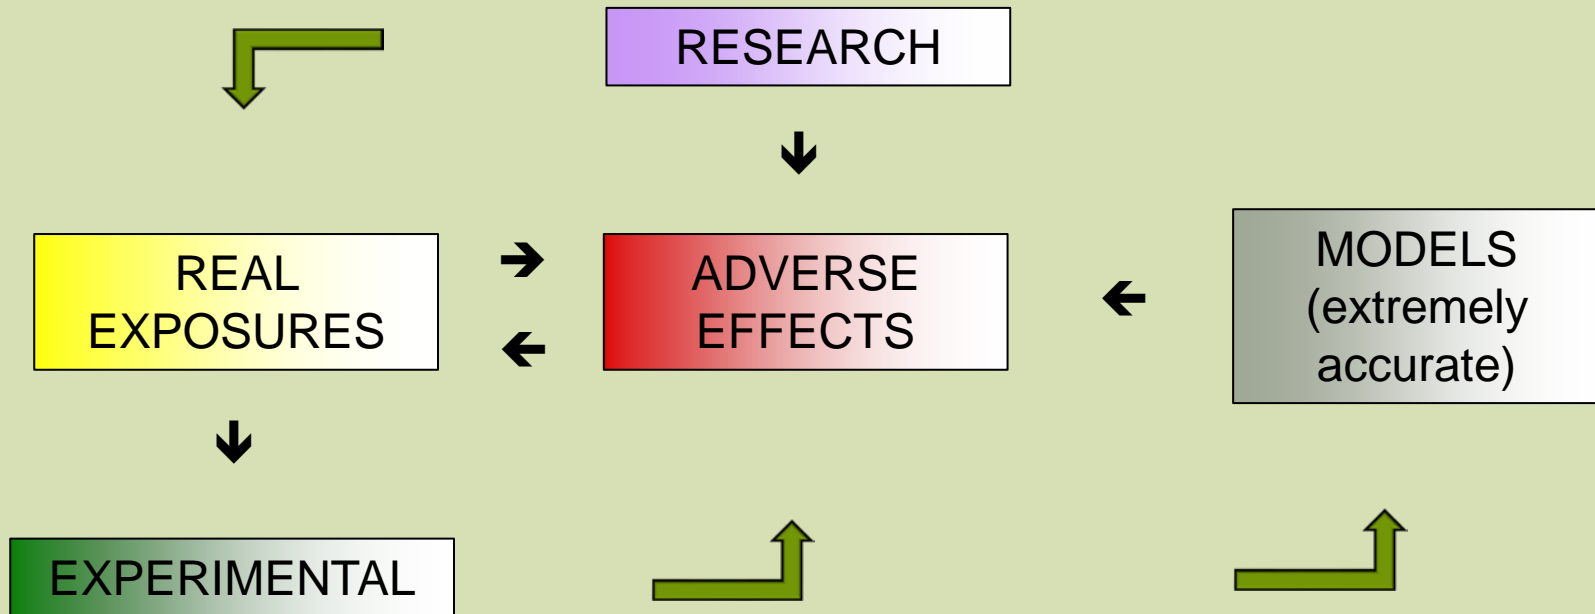 RESEARCH
REAL
EXPOSURES
ADVERSE
EFFECTS
MODELS
(extremely
accurate)
EXPERIMENTAL